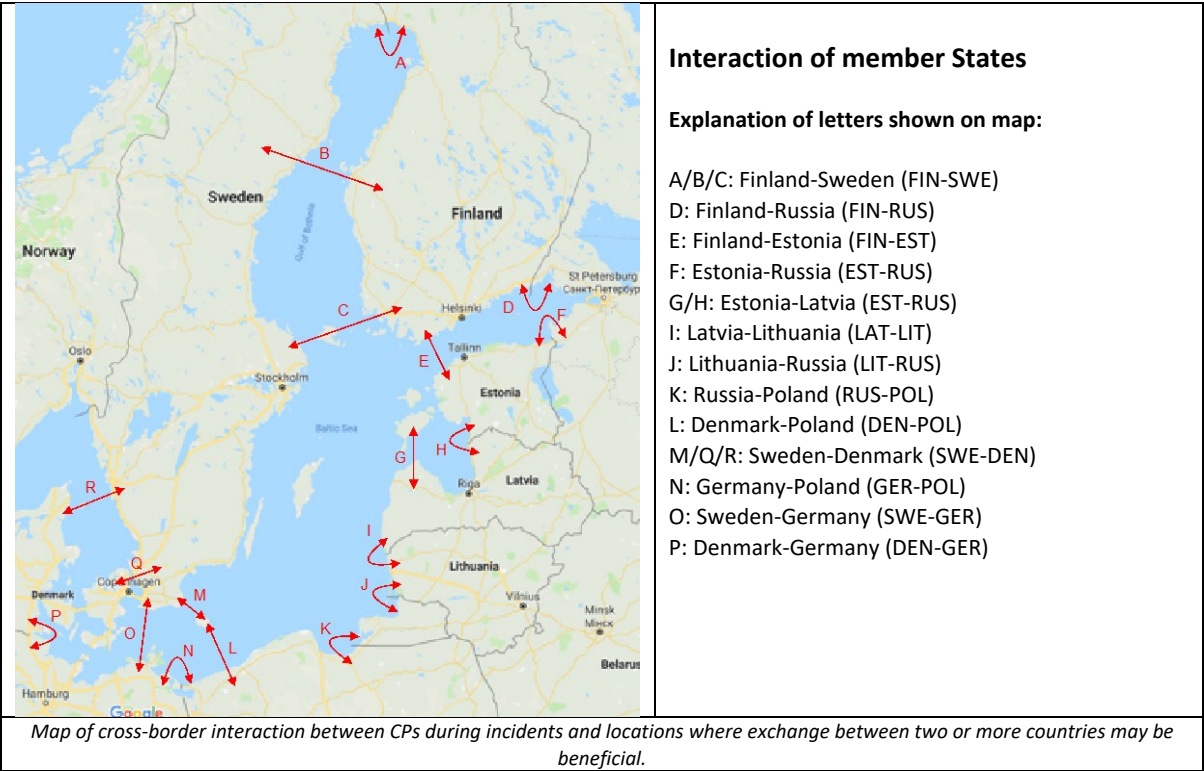 A
B
Sweden
Gulf of Bothnia
Finland
Norway
St Petersburg
Санкт-Петербург
D
F
Helsinki
C
Oslo
Tallinn
E
Stockholm
Estonia
Baltic Sea
H
G
Riga
Latvia
R
I
Lithuania
Q
Copenhagen
J
Denmark
M
Vilnius
Minsk
Мінск
P
O
K
N
L
Belarus
Hamburg
Google
Interaction of member States
Explanation of letters shown on map:
A/B/C: Finland-Sweden (FIN-SWE)
D: Finland-Russia (FIN-RUS)
E: Finland-Estonia (FIN-EST)
F: Estonia-Russia (EST-RUS)
G/H: Estonia-Latvia (EST-RUS)
I: Latvia-Lithuania (LAT-LIT)
J: Lithuania-Russia (LIT-RUS)
K: Russia-Poland (RUS-POL)
L: Denmark-Poland (DEN-POL)
M/Q/R: Sweden-Denmark (SWE-DEN)
N: Germany-Poland (GER-POL)
O: Sweden-Germany (SWE-GER)
P: Denmark-Germany (DEN-GER)
Map of cross-border interaction between CPs during incidents and locations where exchange between two or more countries may be
beneficial.